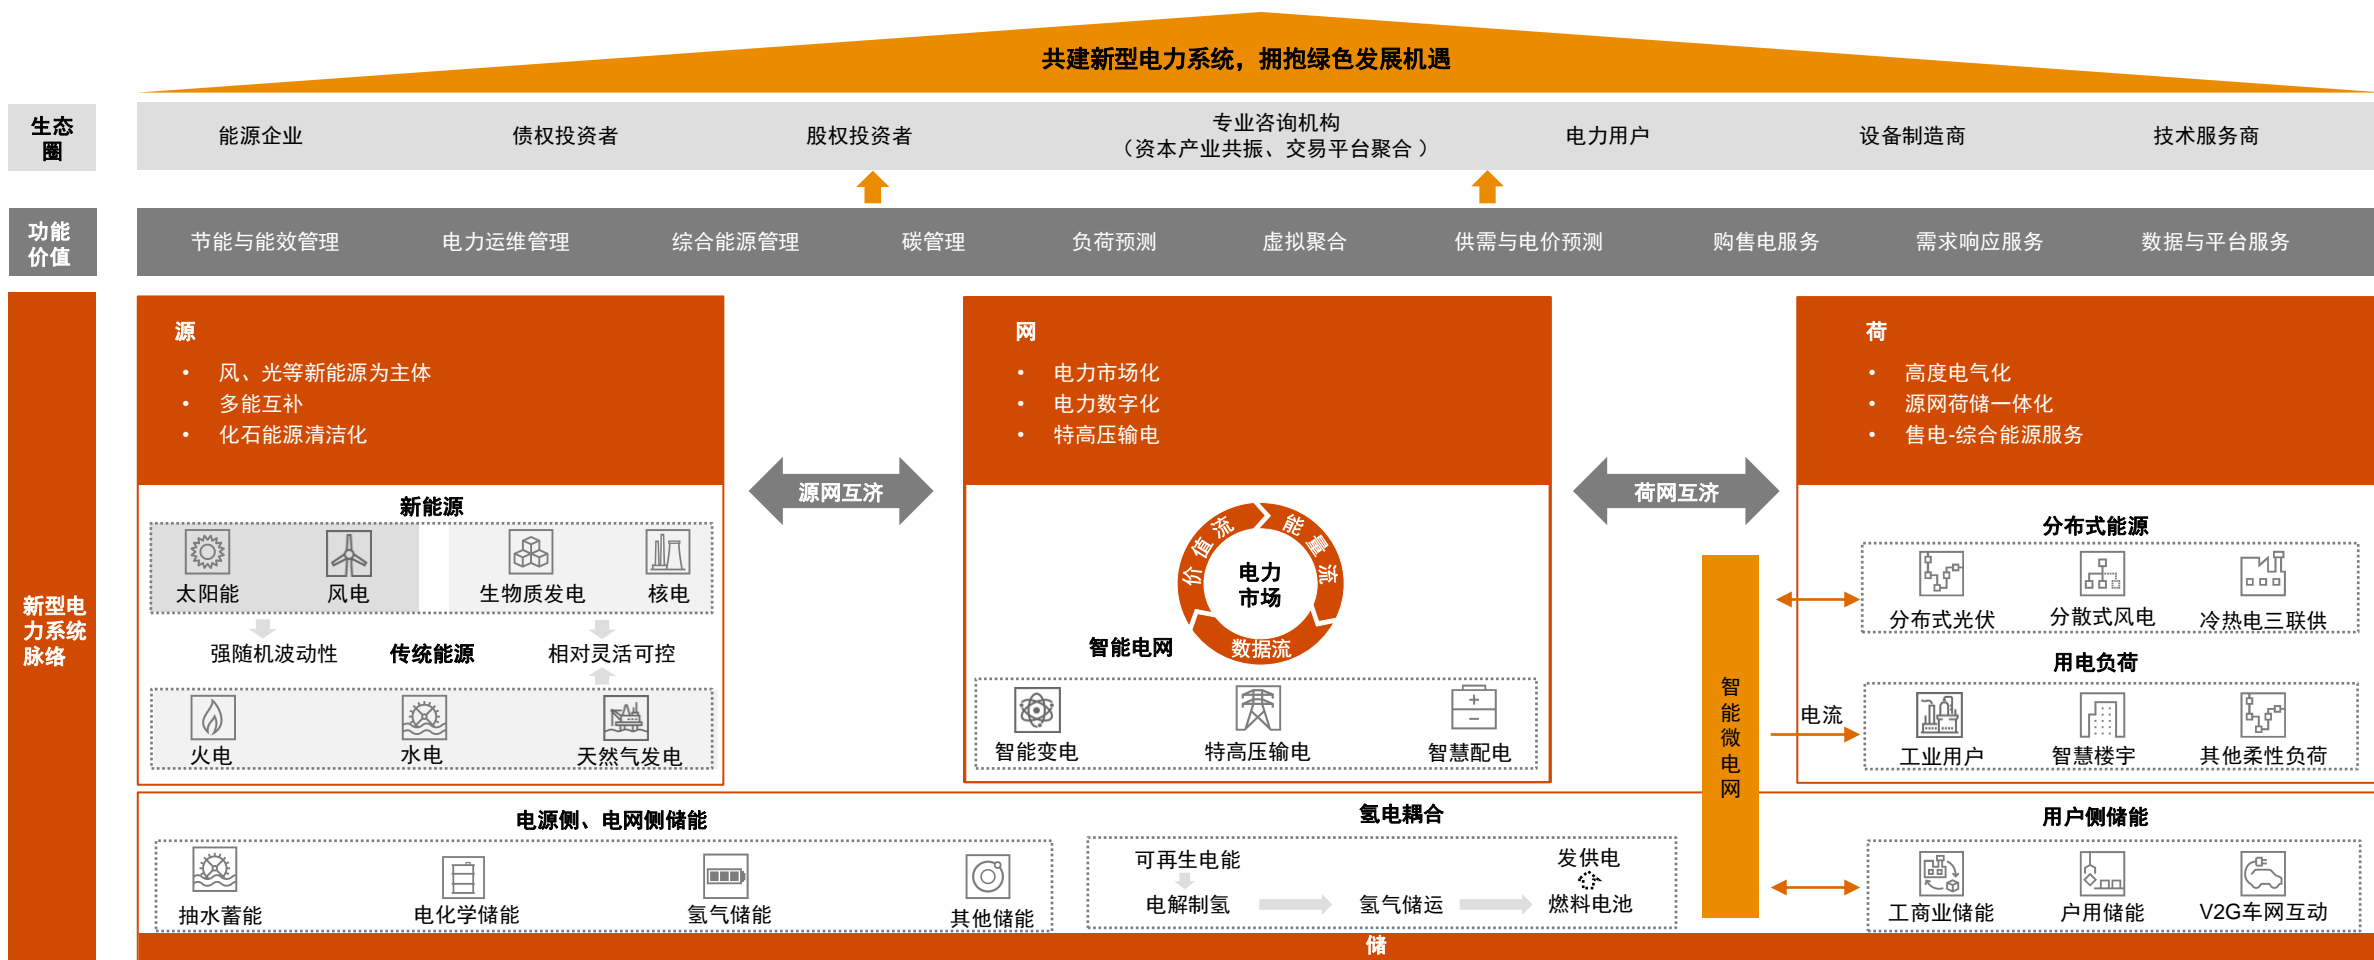 共建新型电力系统，拥抱绿色发展机遇
生态
圈
能源企业
债权投资者
股权投资者
专业咨询机构
（资本产业共振、交易平台聚合 ）
电力用户
设备制造商
技术服务商
功能
价值
节能与能效管理
电力运维管理
综合能源管理
碳管理
负荷预测
虚拟聚合
供需与电价预测
购售电服务
需求响应服务
数据与平台服务
新型电
力系统
脉络
源
• 风、光等新能源为主体
• 多能互补
• 化石能源清洁化
新能源
太阳能
风电
生物质发电
核电
强随机波动性
传统能源
相对灵活可控
火电
水电
天然气发电
源网互济
网
• 电力市场化
• 电力数字化
• 特高压输电
价值流
能量流
数据流
电力
市场
智能电网
智能变电
特高压输电
智慧配电
荷网互济
荷
• 高度电气化
• 源网荷储一体化
• 售电-综合能源服务
分布式能源
分布式光伏
分散式风电
冷热电三联供
用电负荷
电流
工业用户
智慧楼宇
其他柔性负荷
智能微电网
电源侧、电网侧储能
抽水蓄能
电化学储能
氢气储能
其他储能
氢电耦合
可再生电能
发供电
电解制氢
氢气储运
燃料电池
用户侧储能
工商业储能
户用储能
V2G车网互动
储